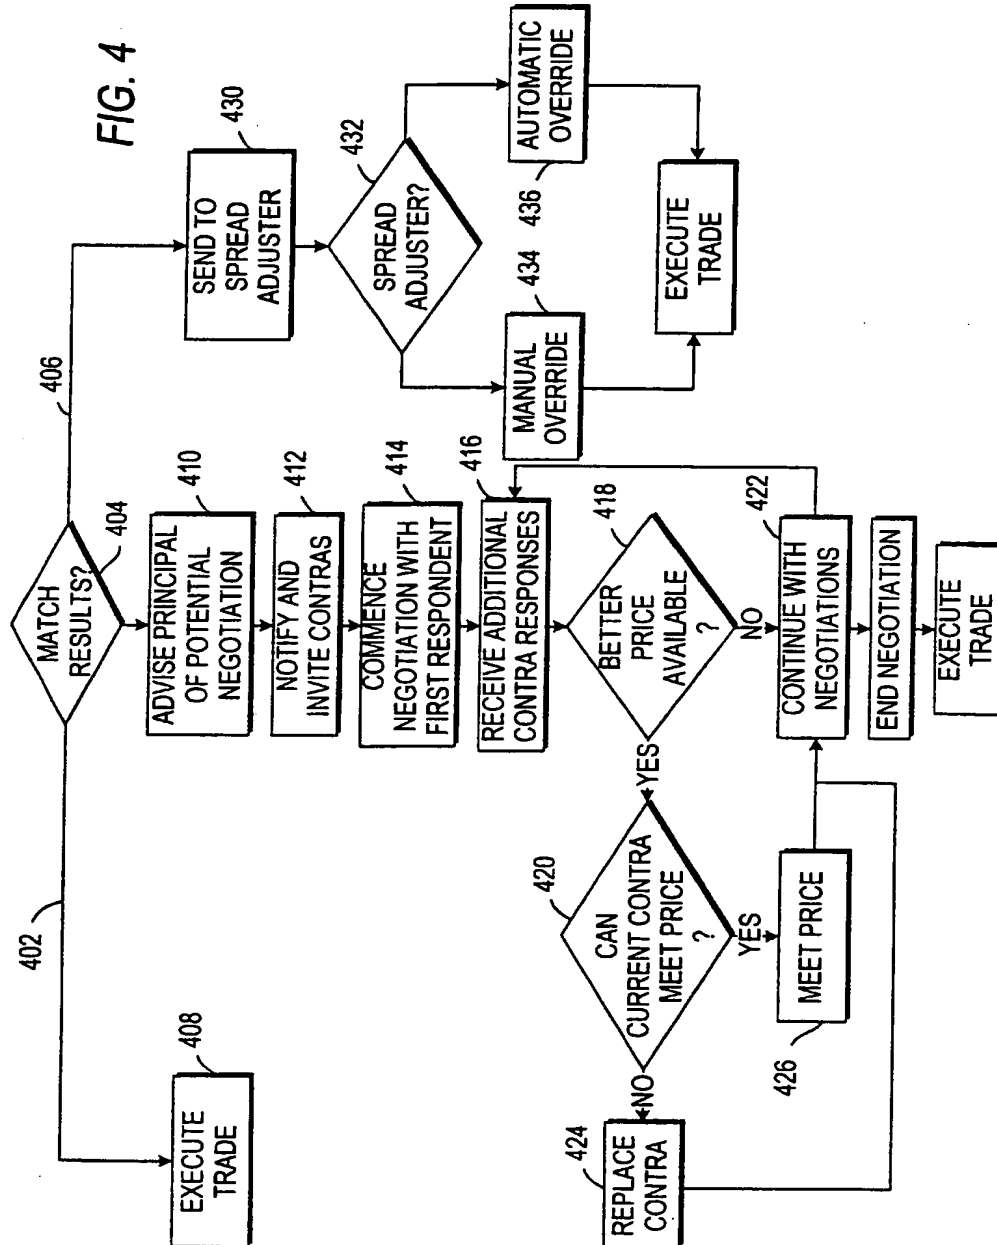 FIG. 4
MATCH
RESULTS?
404
402
406
EXECUTE
TRADE
408
ADVISE PRINCIPAL
OF POTENTIAL
NEGOTIATION
410
NOTIFY AND
INVITE CONTRAS
412
COMMENCE
NEGOTIATION WITH
FIRST RESPONDENT
414
RECEIVE ADDITIONAL
CONTRA RESPONSES
416
BETTER
PRICE
AVAILABLE
?
418
YES
NO
CAN
CURRENT CONTRA
MEET PRICE
?
420
NO
YES
REPLACE
CONTRA
424
MEET PRICE
426
CONTINUE WITH
NEGOTIATIONS
422
END NEGOTIATION
EXECUTE
TRADE
SEND TO
SPREAD
ADJUSTER
430
SPREAD
ADJUSTER?
432
MANUAL
OVERRIDE
434
AUTOMATIC
OVERRIDE
436
EXECUTE
TRADE